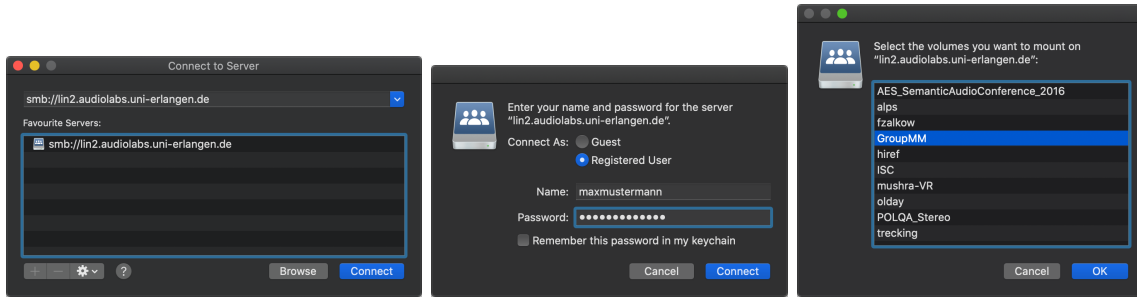 Connect to Server
smb://lin2.audiolabs.uni-erlangen.de
Favourite Servers:
smb://lin2.audiolabs.uni-erlangen.de
?
Browse
Connect
Enter your name and password for the server
“lin2.audiolabs.uni-erlangen.de”.
Connect As: Guest
Registered User
Name: maxmustermann
Password: •••••••••••••
Remember this password in my keychain
Cancel
Connect
Select the volumes you want to mount on
“lin2.audiolabs.uni-erlangen.de”:
AES_SemanticAudioConference_2016
alps
fzalkow
GroupMM
hiref
ISC
mushra-VR
olday
POLQA_Stereo
trecking
Cancel
OK